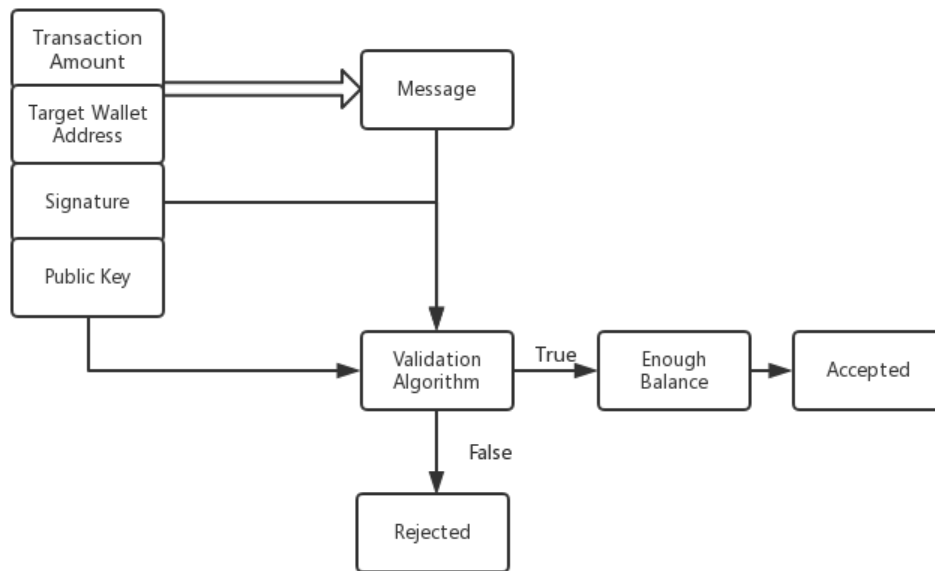 Transaction
Amount
Target Wallet
Address
Signature
Public Key
Message
Validation
Algorithm
True
Enough
Balance
Accepted
False
Rejected